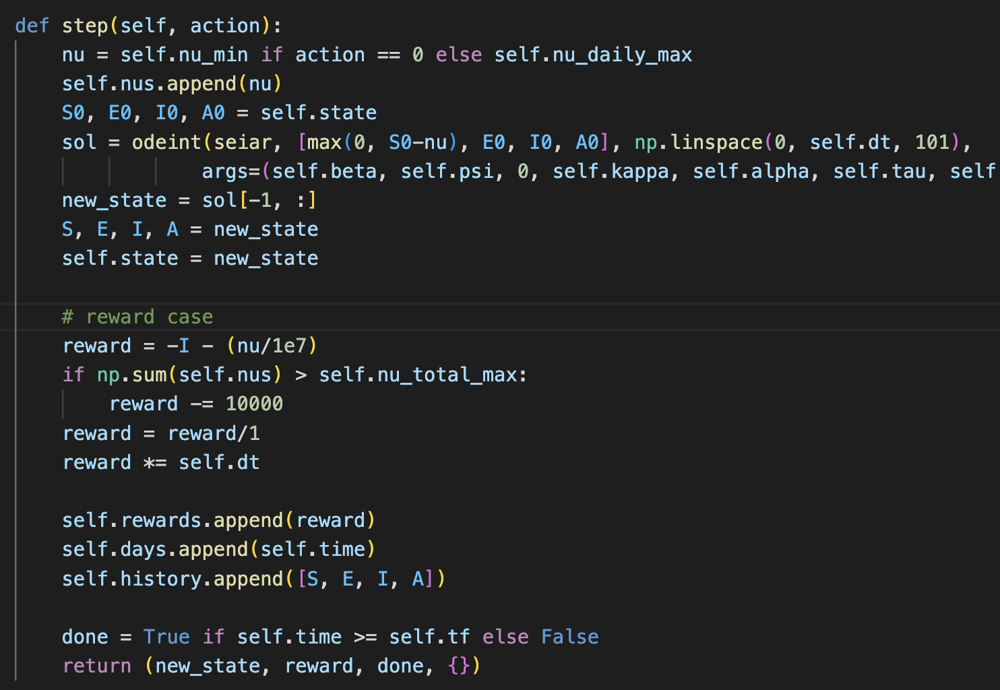 def step(self, action):
    nu = self.nu_min if action == 0 else self.nu_daily_max
    self.nus.append(nu)
    S0, E0, I0, A0 = self.state
    sol = odeint(seiar, [max(0, S0-nu), E0, I0, A0], np.linspace(0, self.dt, 101),
                args=(self.beta, self.psi, 0, self.kappa, self.alpha, self.tau, self
    new_state = sol[-1, :]
    S, E, I, A = new_state
    self.state = new_state
    # reward case
    reward = -I - (nu/1e7)
    if np.sum(self.nus) > self.nu_total_max:
        reward -= 10000
    reward = reward/1
    reward *= self.dt
    self.rewards.append(reward)
    self.days.append(self.time)
    self.history.append([S, E, I, A])
    done = True if self.time >= self.tf else False
    return (new_state, reward, done, {})